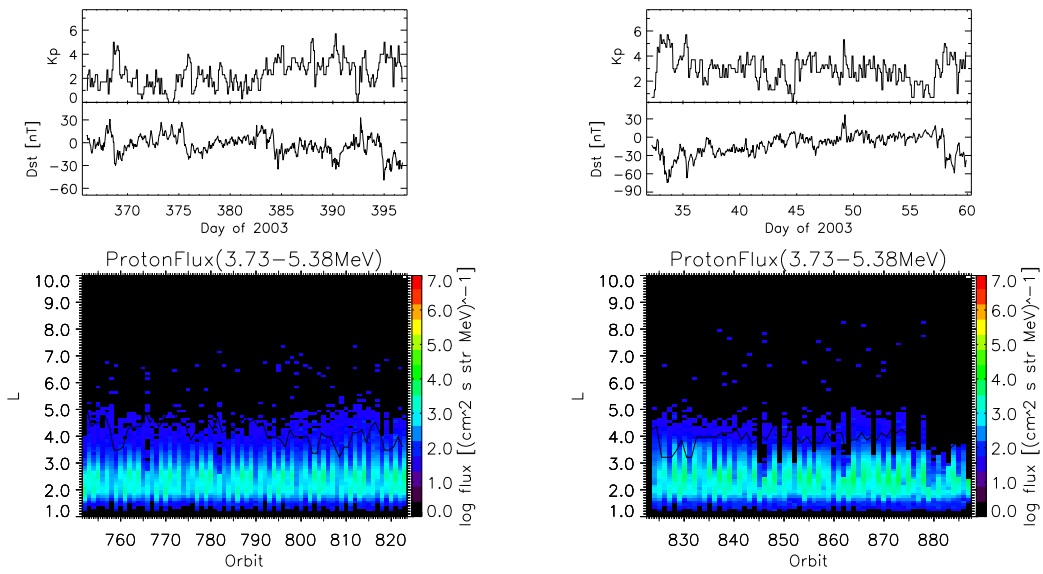 6
4
2
0
Kp
30
0
−30
−60
Dst [nT]
370 375 380 385 390 395
Day of 2003
ProtonFlux(3.73−5.38MeV)
10.0
9.0
8.0
7.0
6.0
5.0
4.0
3.0
2.0
1.0
L
760 770 780 790 800 810 820
Orbit
7.0
6.0
5.0
4.0
3.0
2.0
1.0
0.0
log flux [(cm^2 s str MeV)^−1]
6
4
2
Kp
30
0
−30
−60
−90
Dst [nT]
35 40 45 50 55 60
Day of 2003
ProtonFlux(3.73−5.38MeV)
10.0
9.0
8.0
7.0
6.0
5.0
4.0
3.0
2.0
1.0
L
830 840 850 860 870 880
Orbit
7.0
6.0
5.0
4.0
3.0
2.0
1.0
0.0
log flux [(cm^2 s str MeV)^−1]